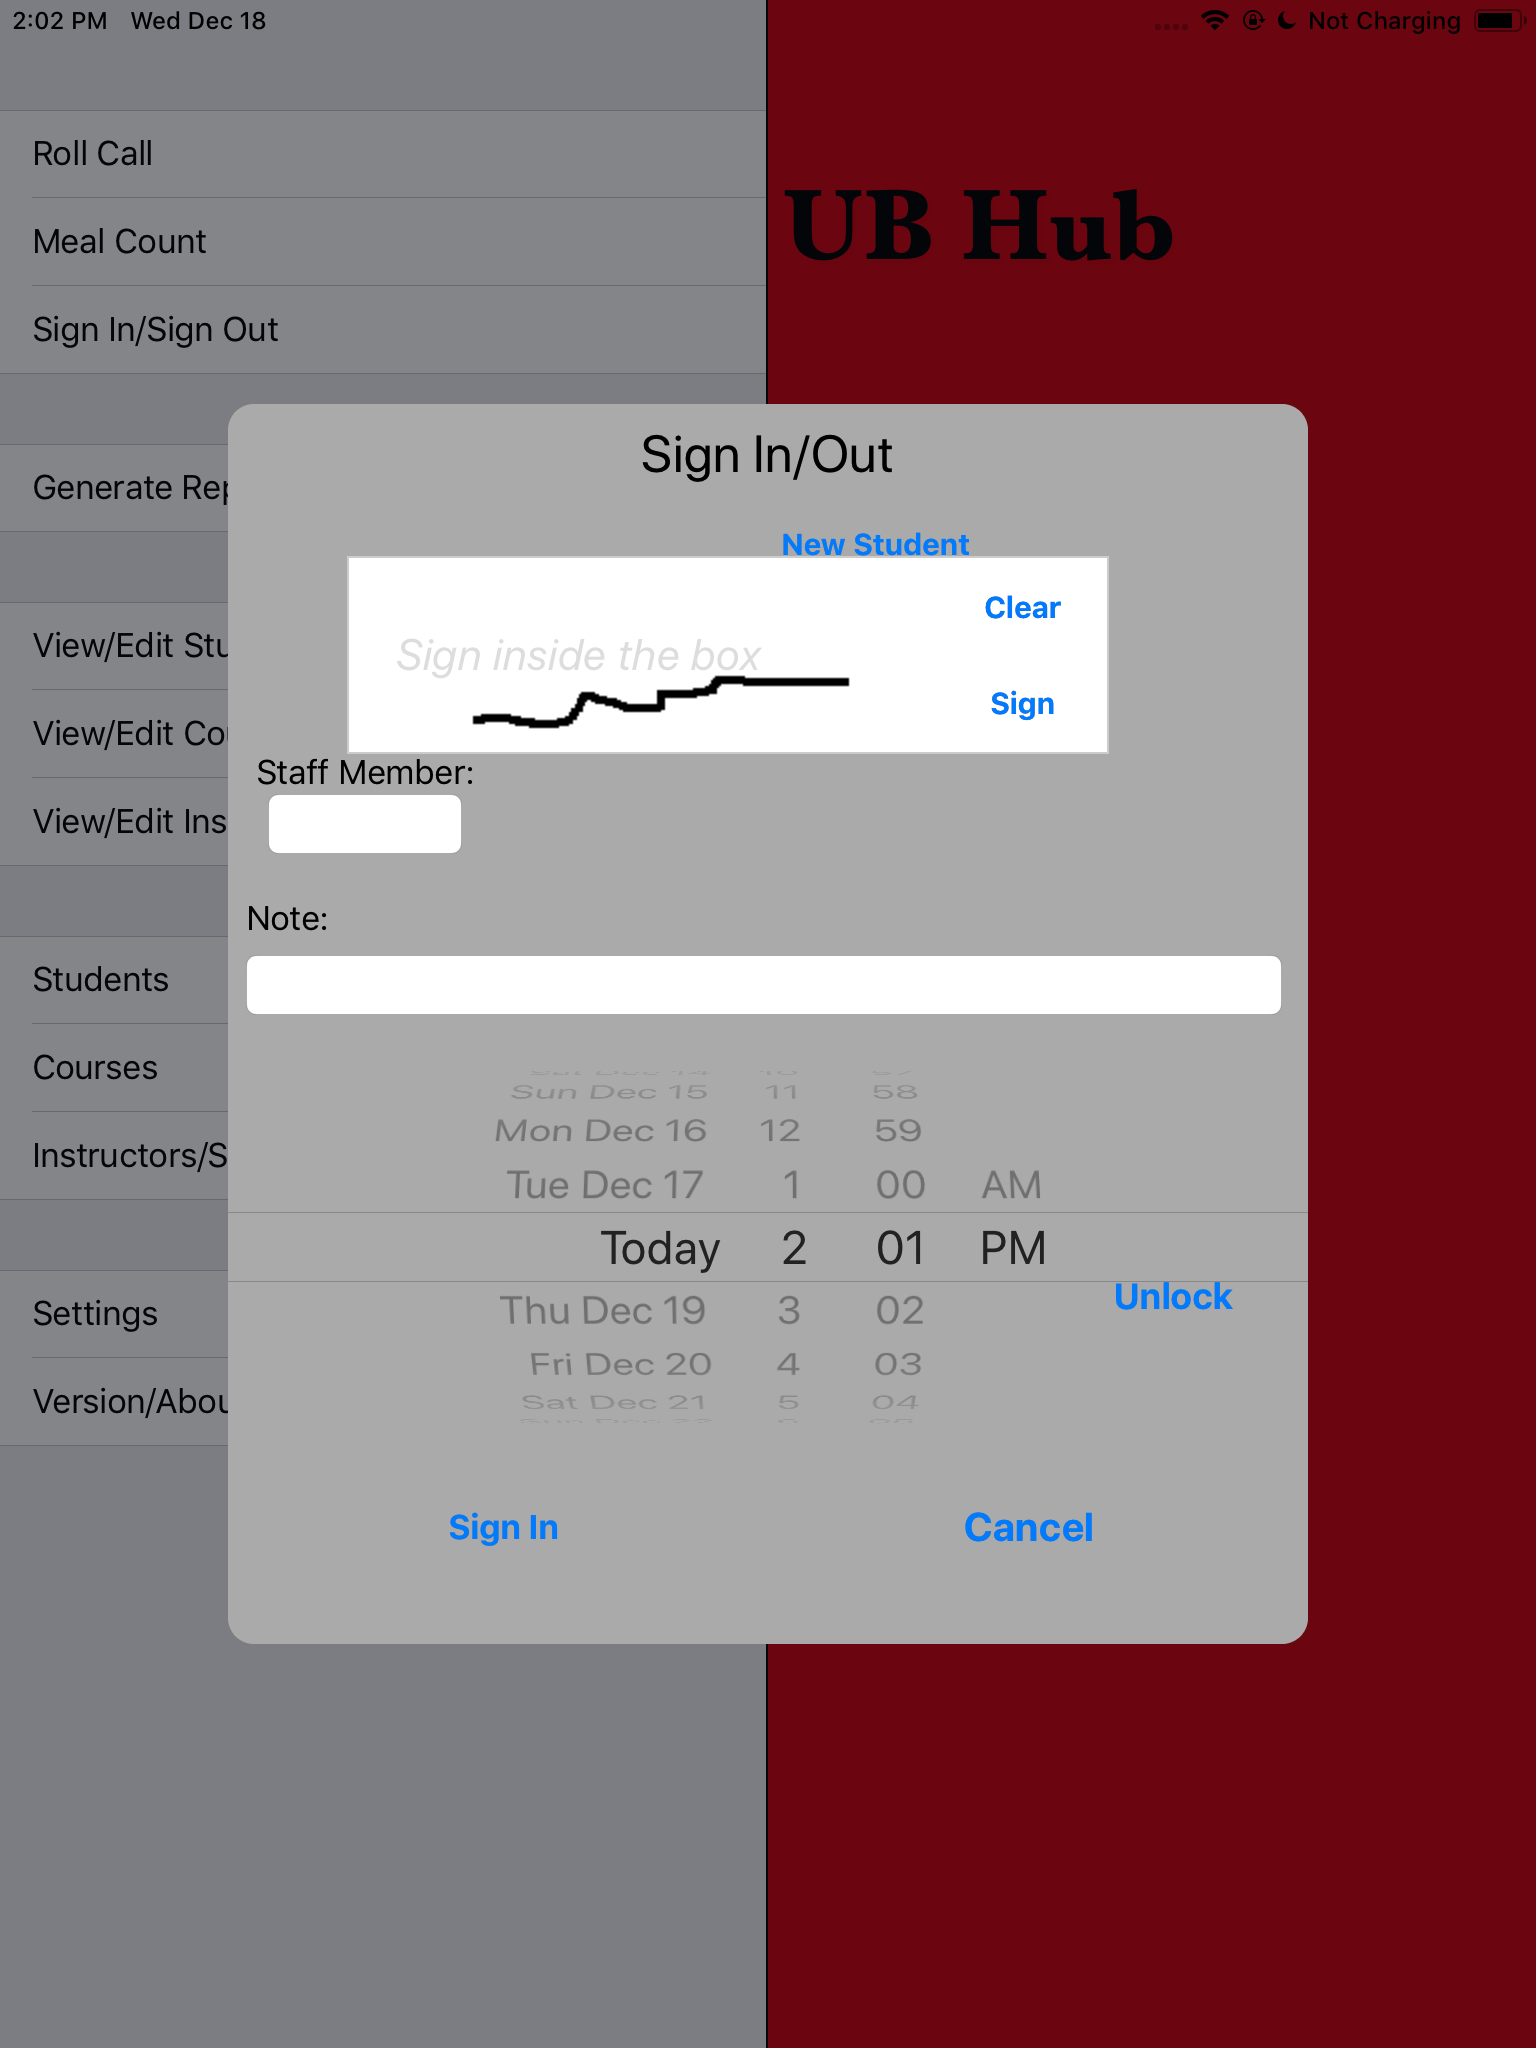 2:02 PM Wed Dec 18
Not Charging
Roll Call
Meal Count
Sign In/Sign Out
Generate Rep
View/Edit Stu
View/Edit Cou
View/Edit Ins
Students
Courses
Instructors/S
Settings
Version/Abou
UB Hub
Sign In/Out
New Student
Clear
Sign inside the box
Sign
Staff Member:
Note:
Sun Dec 15 11 58
Mon Dec 16 12 59
Tue Dec 17 1 00 AM
Today 2 01 PM
Unlock
Thu Dec 19 3 02
Fri Dec 20 4 03
Sat Dec 21 5 04
Sign In
Cancel